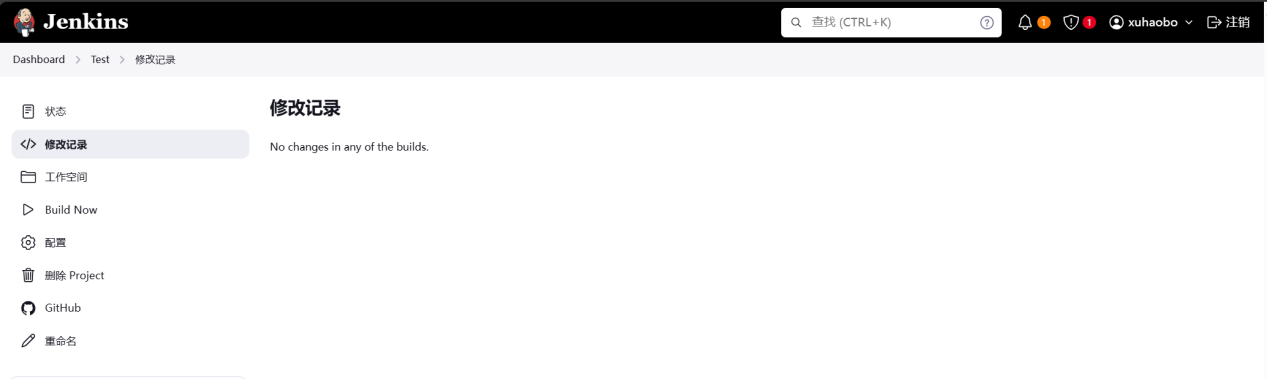 Jenkins
查找 (CTRL+K)
1
1
xuhaobo
注销
Dashboard
Test
修改记录
状态
修改记录
工作空间
Build Now
配置
删除 Project
GitHub
重命名
修改记录
No changes in any of the builds.